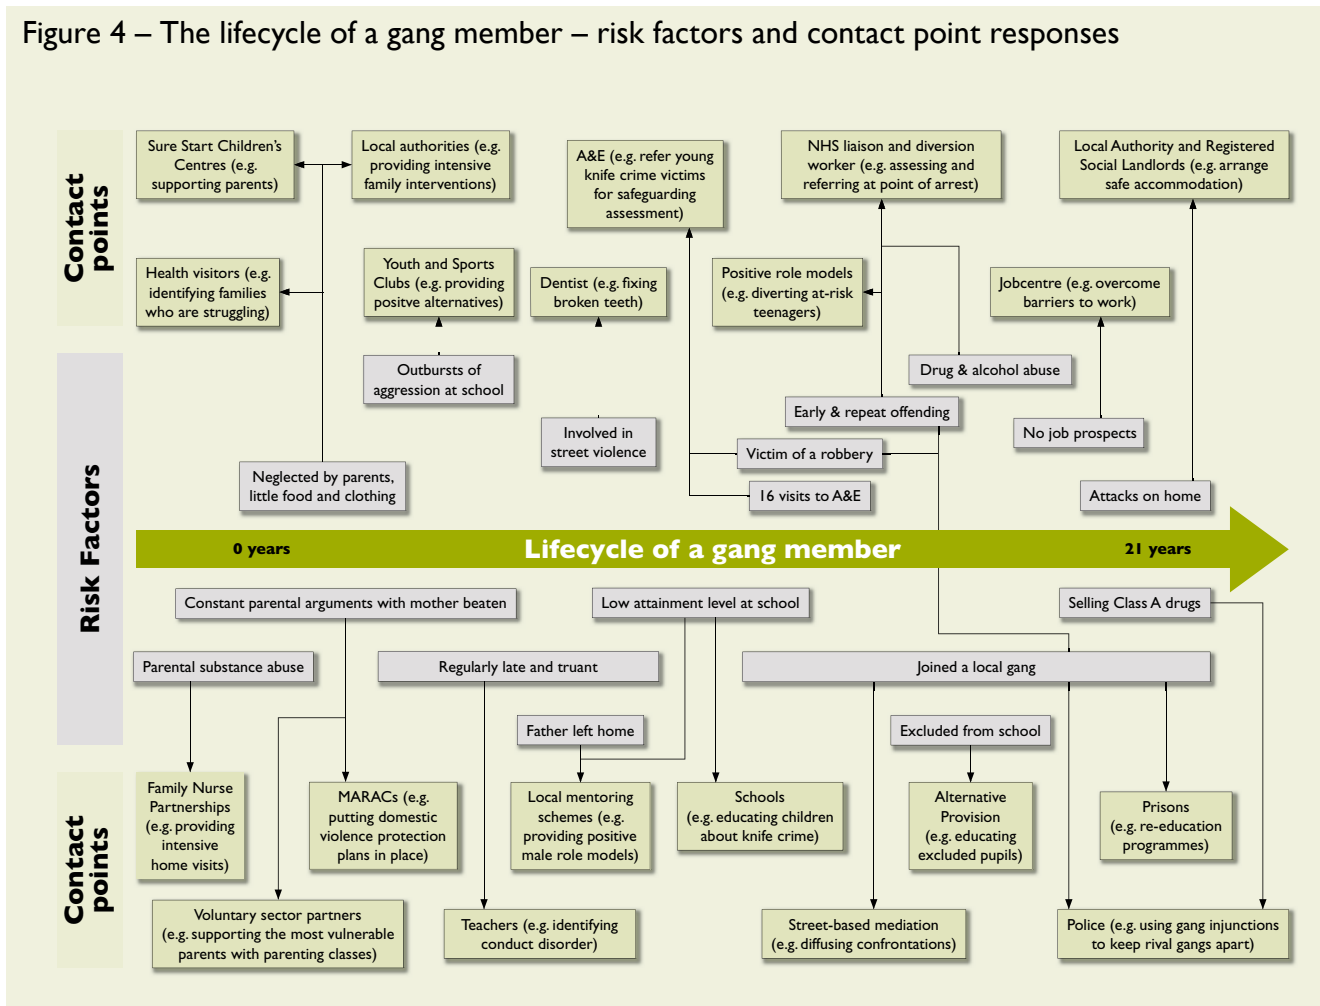 Figure 4 – The lifecycle of a gang member – risk factors and contact point responses
Contact
points
Sure Start Children's
Centres (e.g.
supporting parents)
Local authorities (e.g.
providing intensive
family interventions)
A&E (e.g. refer young
knife crime victims
for safeguarding
assessment)
NHS liaison and diversion
worker (e.g. assessing and
referring at point of arrest)
Local Authority and Registered
Social Landlords (e.g. arrange
safe accommodation)
Health visitors (e.g.
identifying families
who are struggling)
Youth and Sports
Clubs (e.g. providing
positve alternatives)
Dentist (e.g. fixing
broken teeth)
Positive role models
(e.g. diverting at-risk
teenagers)
Jobcentre (e.g. overcome
barriers to work)
Risk Factors
Outbursts of
aggression at school
Drug & alcohol abuse
Early & repeat offending
Involved in
street violence
No job prospects
Victim of a robbery
Neglected by parents,
little food and clothing
16 visits to A&E
Attacks on home
0 years
Lifecycle of a gang member
21 years
Constant parental arguments with mother beaten
Low attainment level at school
Selling Class A drugs
Parental substance abuse
Regularly late and truant
Joined a local gang
Father left home
Excluded from school
Contact
points
Family Nurse
Partnerships
(e.g. providing
intensive
home visits)
MARACs (e.g.
putting domestic
violence protection
plans in place)
Local mentoring
schemes (e.g.
providing positive
male role models)
Schools
(e.g. educating children
about knife crime)
Alternative
Provision
(e.g. educating
excluded pupils)
Prisons
(e.g. re-education
programmes)
Voluntary sector partners
(e.g. supporting the most vulnerable
parents with parenting classes)
Teachers (e.g. identifying
conduct disorder)
Street-based mediation
(e.g. diffusing confrontations)
Police (e.g. using gang injunctions
to keep rival gangs apart)